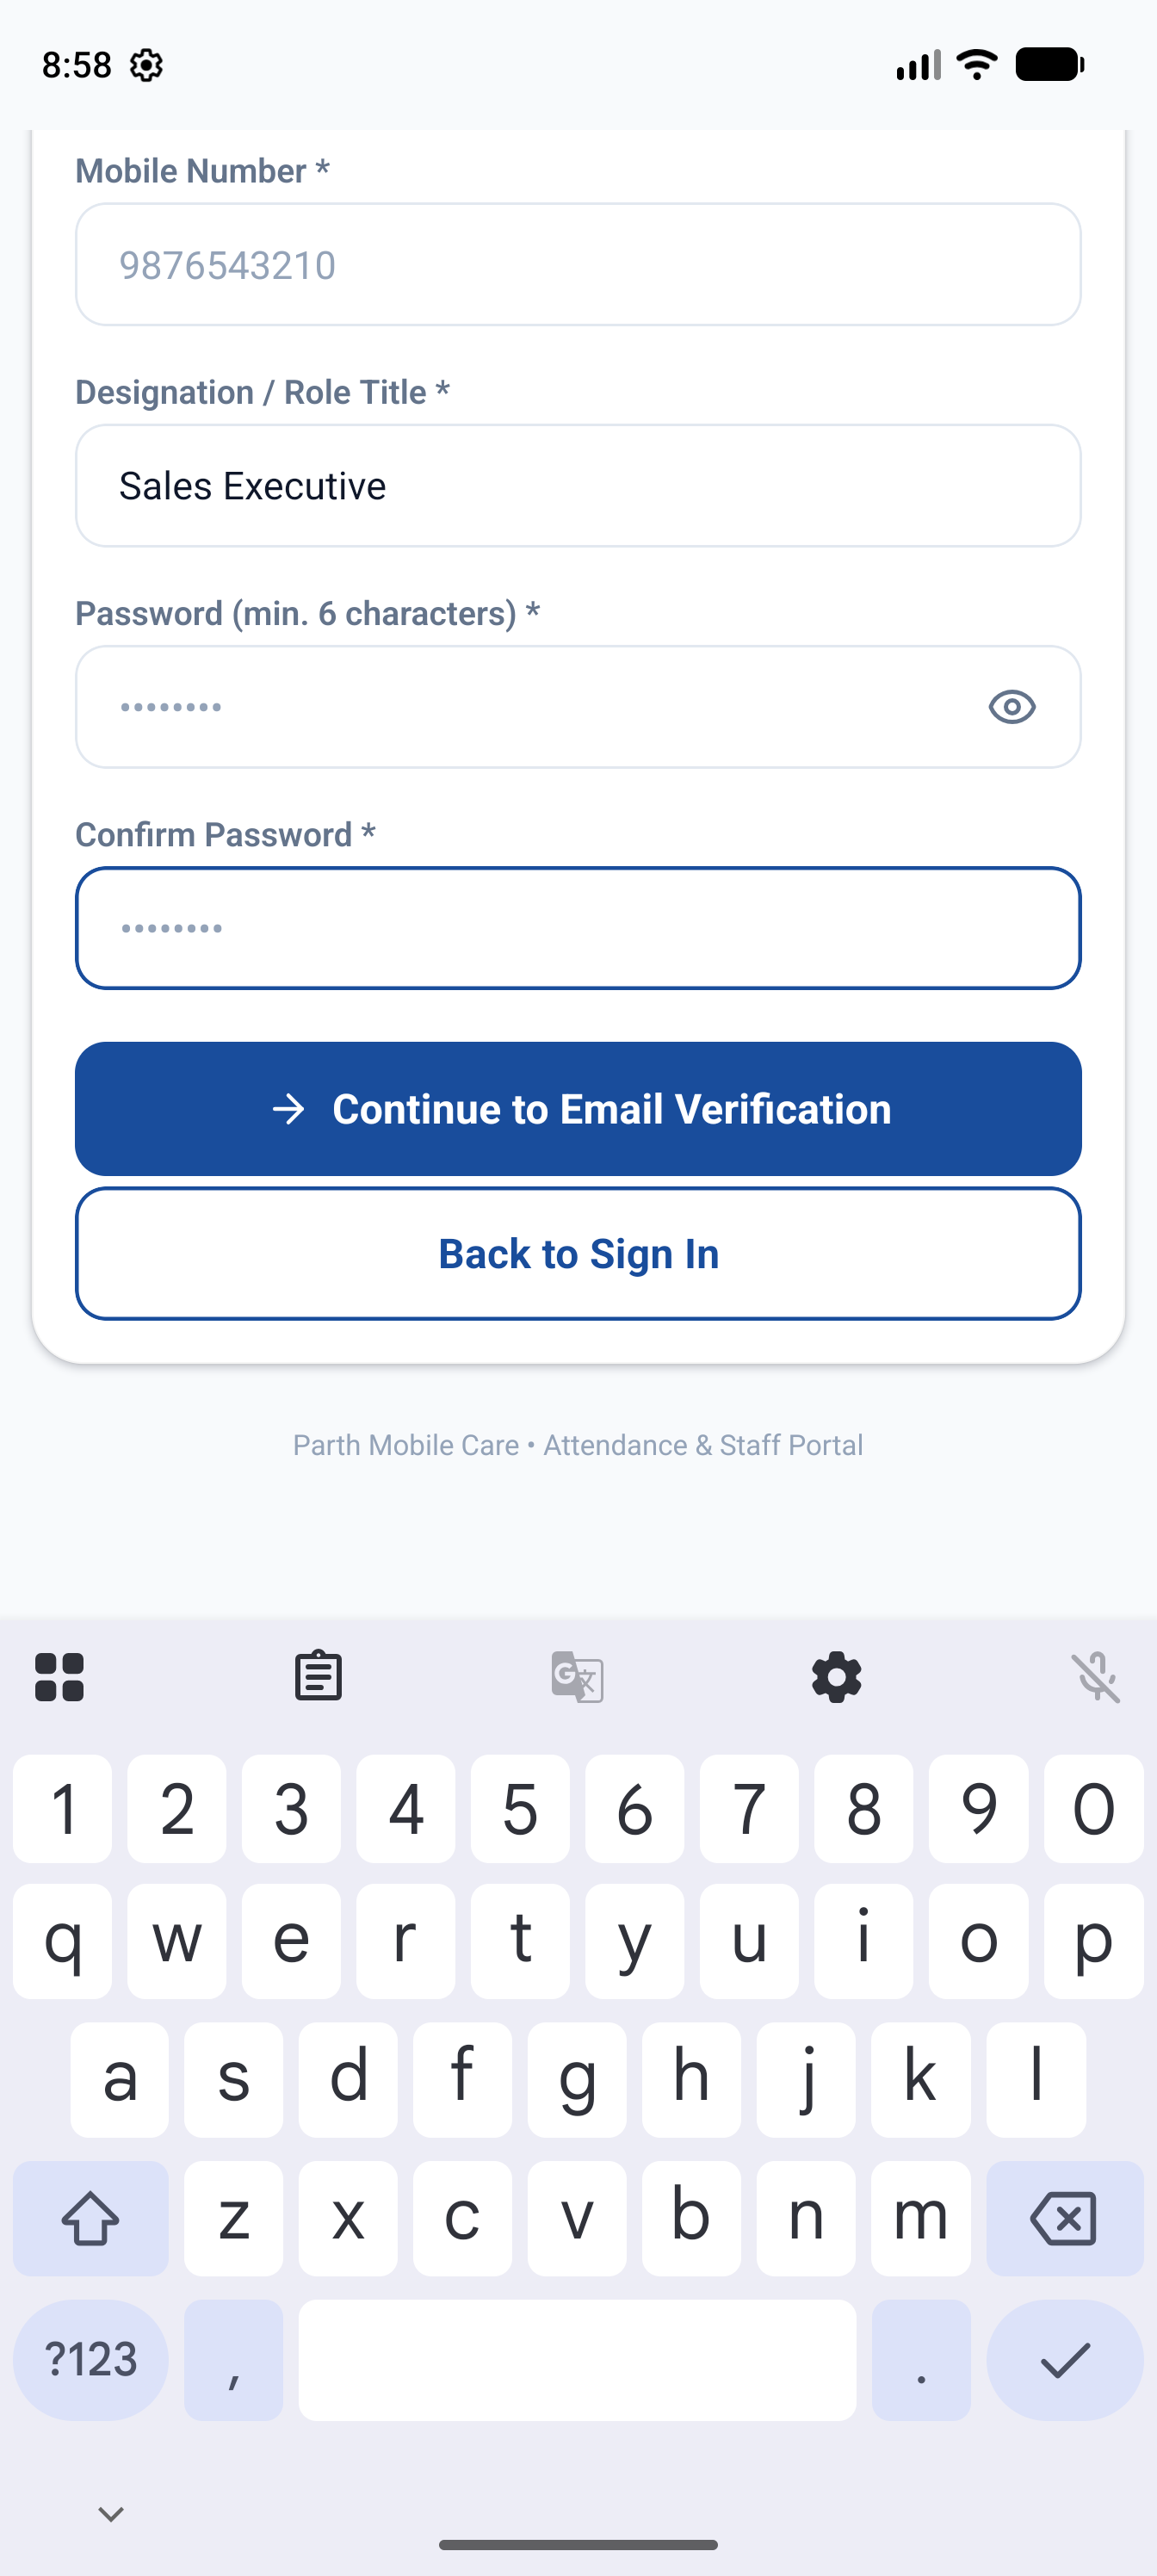 8:58
Mobile Number *
9876543210
Designation / Role Title *
Sales Executive
Password (min. 6 characters) *
••••••••
Confirm Password *
••••••••
→ Continue to Email Verification
Back to Sign In
Parth Mobile Care • Attendance & Staff Portal
G文
1 2 3 4 5 6 7 8 9 0
q w e r t y u i o p
a s d f g h j k l
z x c v b n m
?123 , .